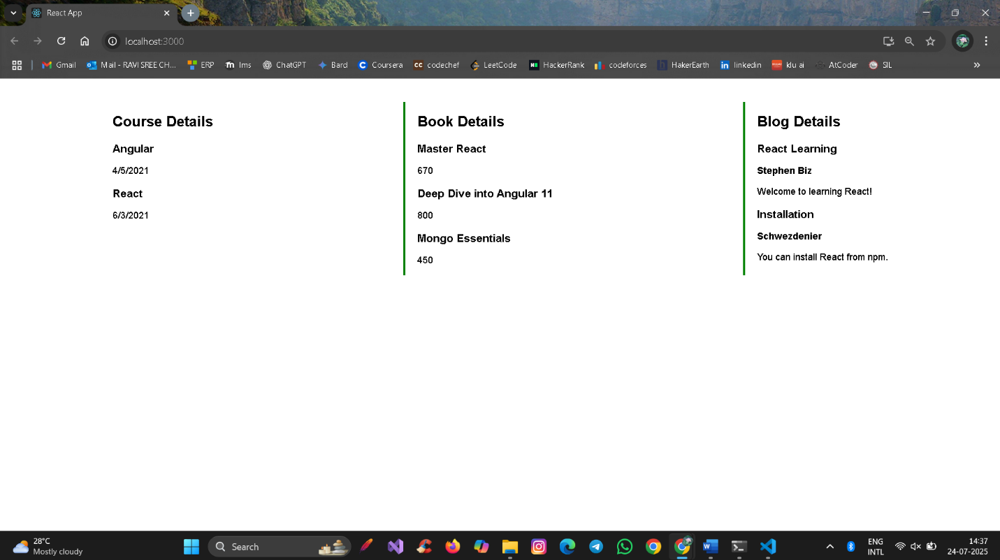 React App
localhost:3000
Gmail
Mail - RAVI SREE CH...
ERP
lms
ChatGPT
Bard
Coursera
codechef
LeetCode
HackerRank
codeforces
HakerEarth
linkedin
klu ai
AtCoder
SIL
Course Details
Angular
4/5/2021
React
6/3/2021
Book Details
Master React
670
Deep Dive into Angular 11
800
Mongo Essentials
450
Blog Details
React Learning
Stephen Biz
Welcome to learning React!
Installation
Schwezdenier
You can install React from npm.
28°C
Mostly cloudy
Search
ENG
INTL
14:37
24-07-2025